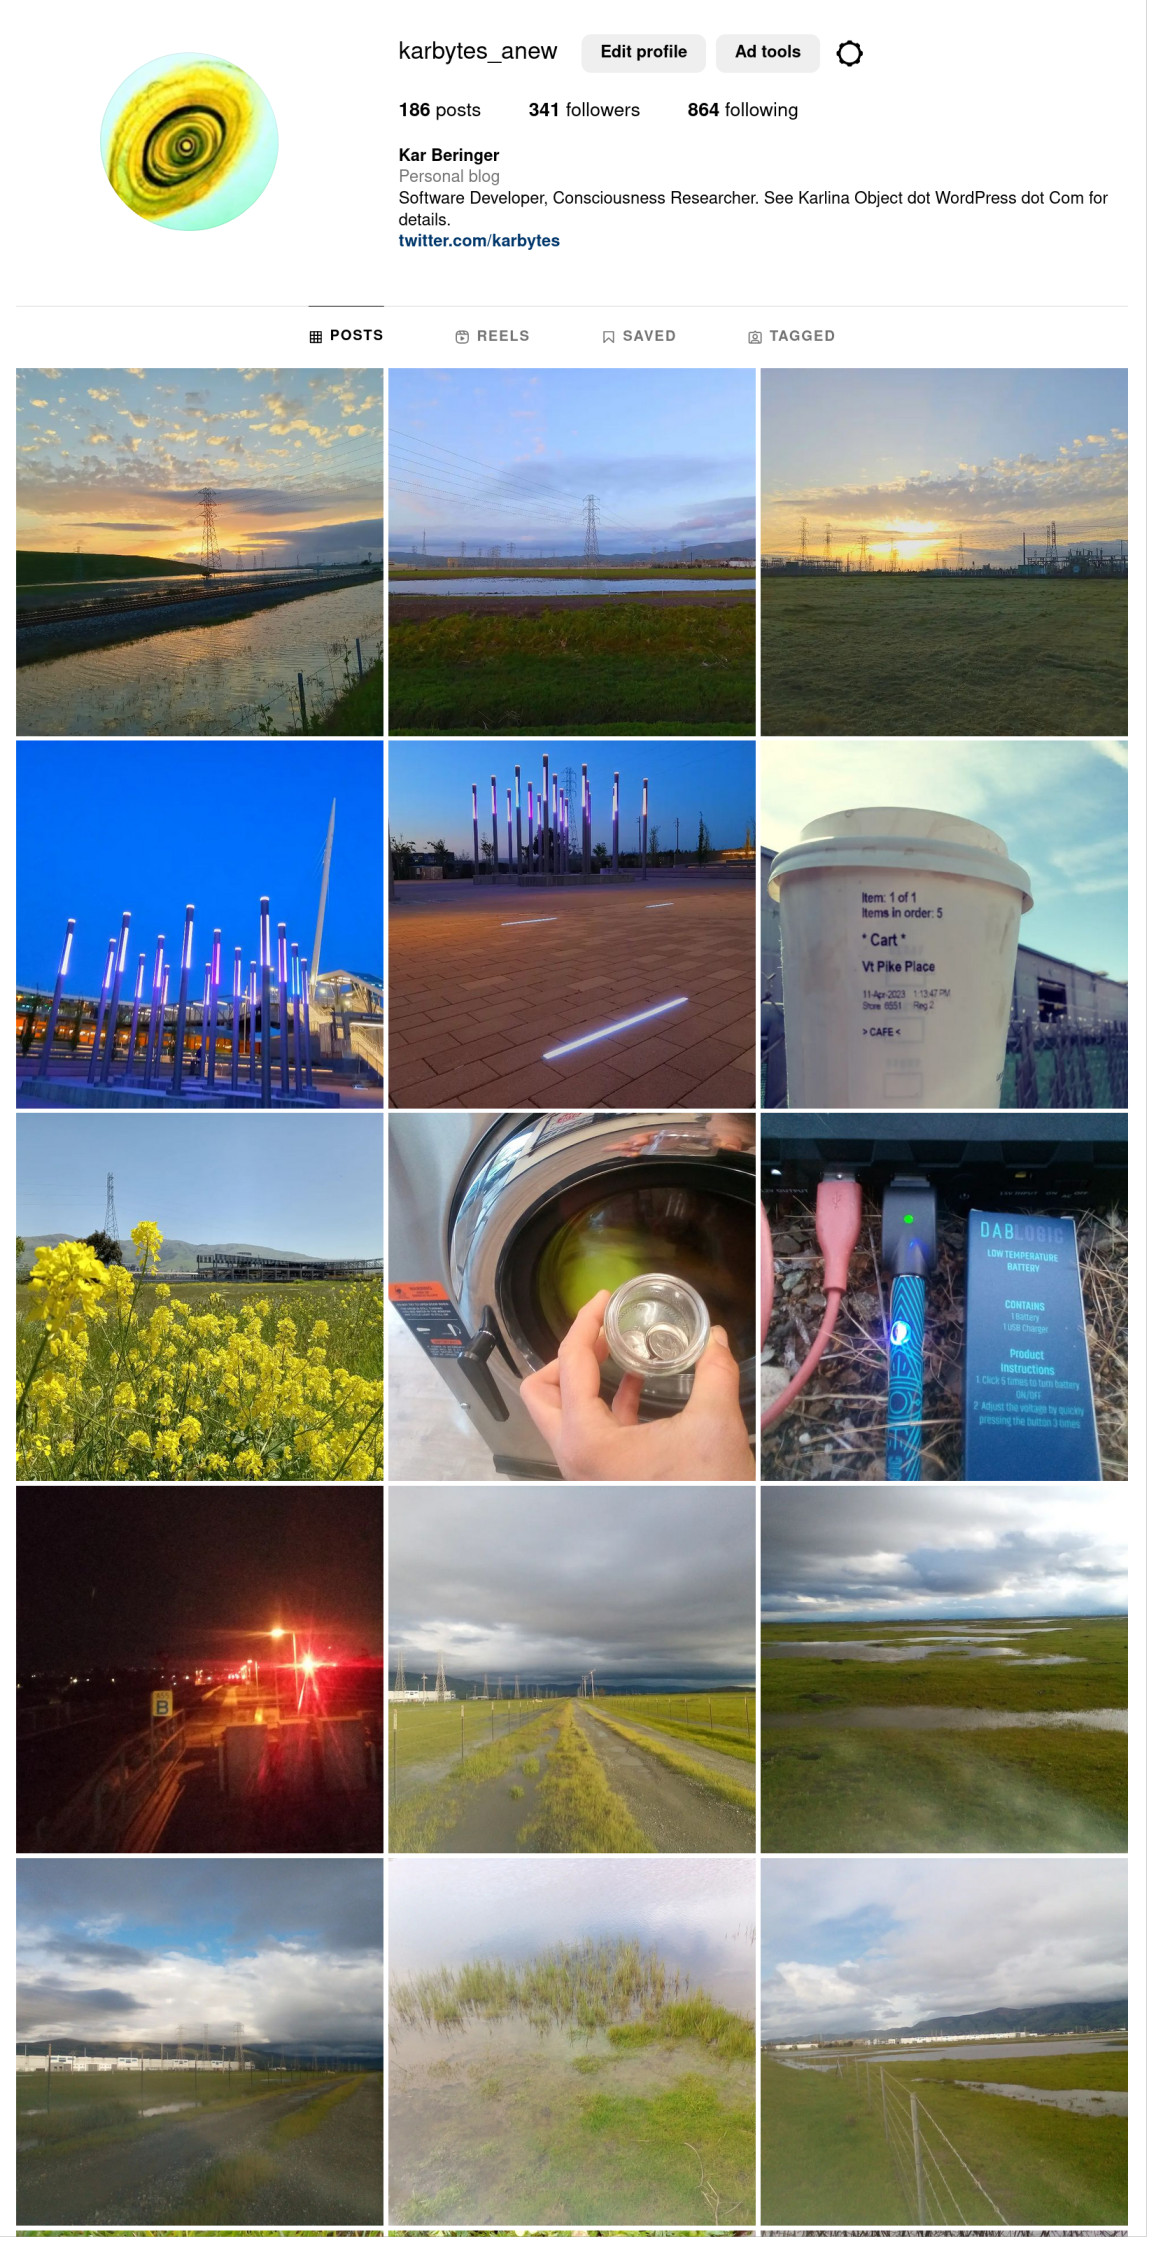 karbytes_anew
Edit profile
Ad tools
186 posts
341 followers
864 following
Kar Beringer
Personal blog
Software Developer, Consciousness Researcher. See Karlina Object dot WordPress dot Com for
details.
twitter.com/karbytes
POSTS
REELS
SAVED
TAGGED
Item: 1 of 1
Items in order: 5
* Cart *
Vt Pike Place
11-Apr-2023 1:13:47 PM
Store 6551 Reg 2
> CAFE <
DABLOGIC
LOW TEMPERATURE
BATTERY
CONTAINS
1 Battery
1 USB Charger
Product
Instructions
1 Click 5 times to turn battery
ON/OFF
2 Adjust the voltage by quickly
pressing the button 3 times
B